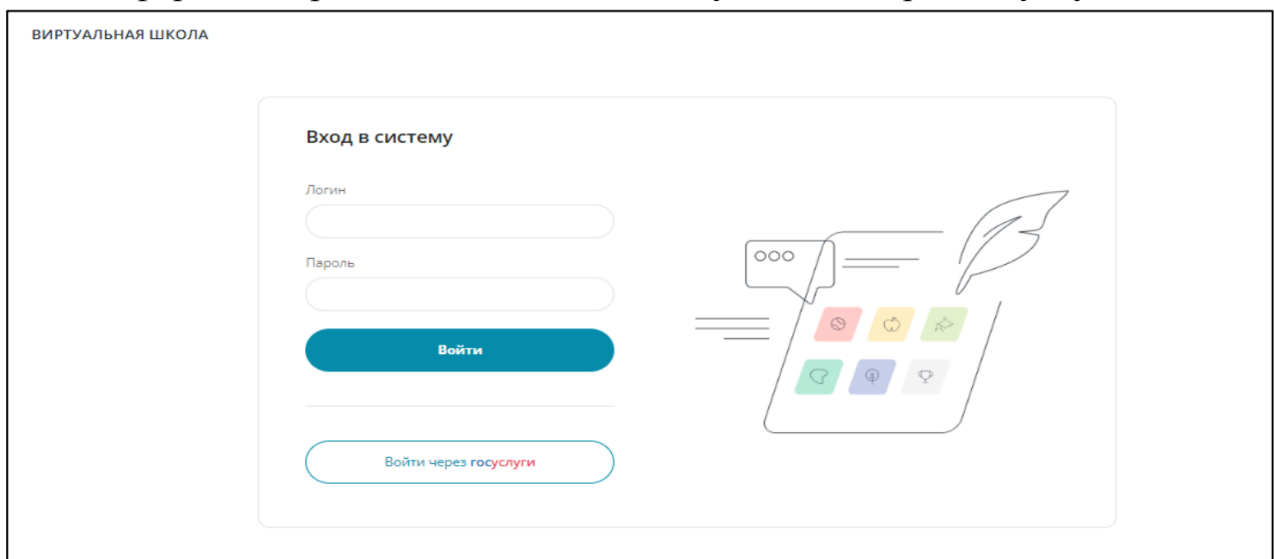 ВИРТУАЛЬНАЯ ШКОЛА
Вход в систему
Логин
Пароль
Войти
Войти через госуслуги